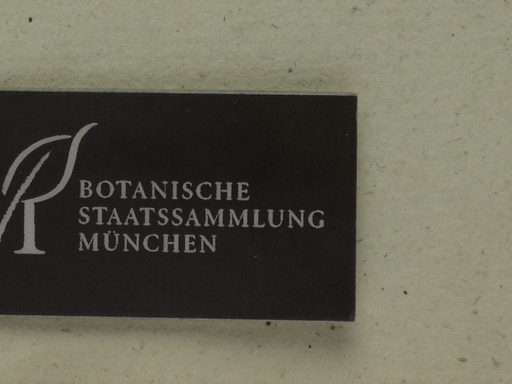 BOTANISCHE
STAATSSAMMLUNG
MÜNCHEN